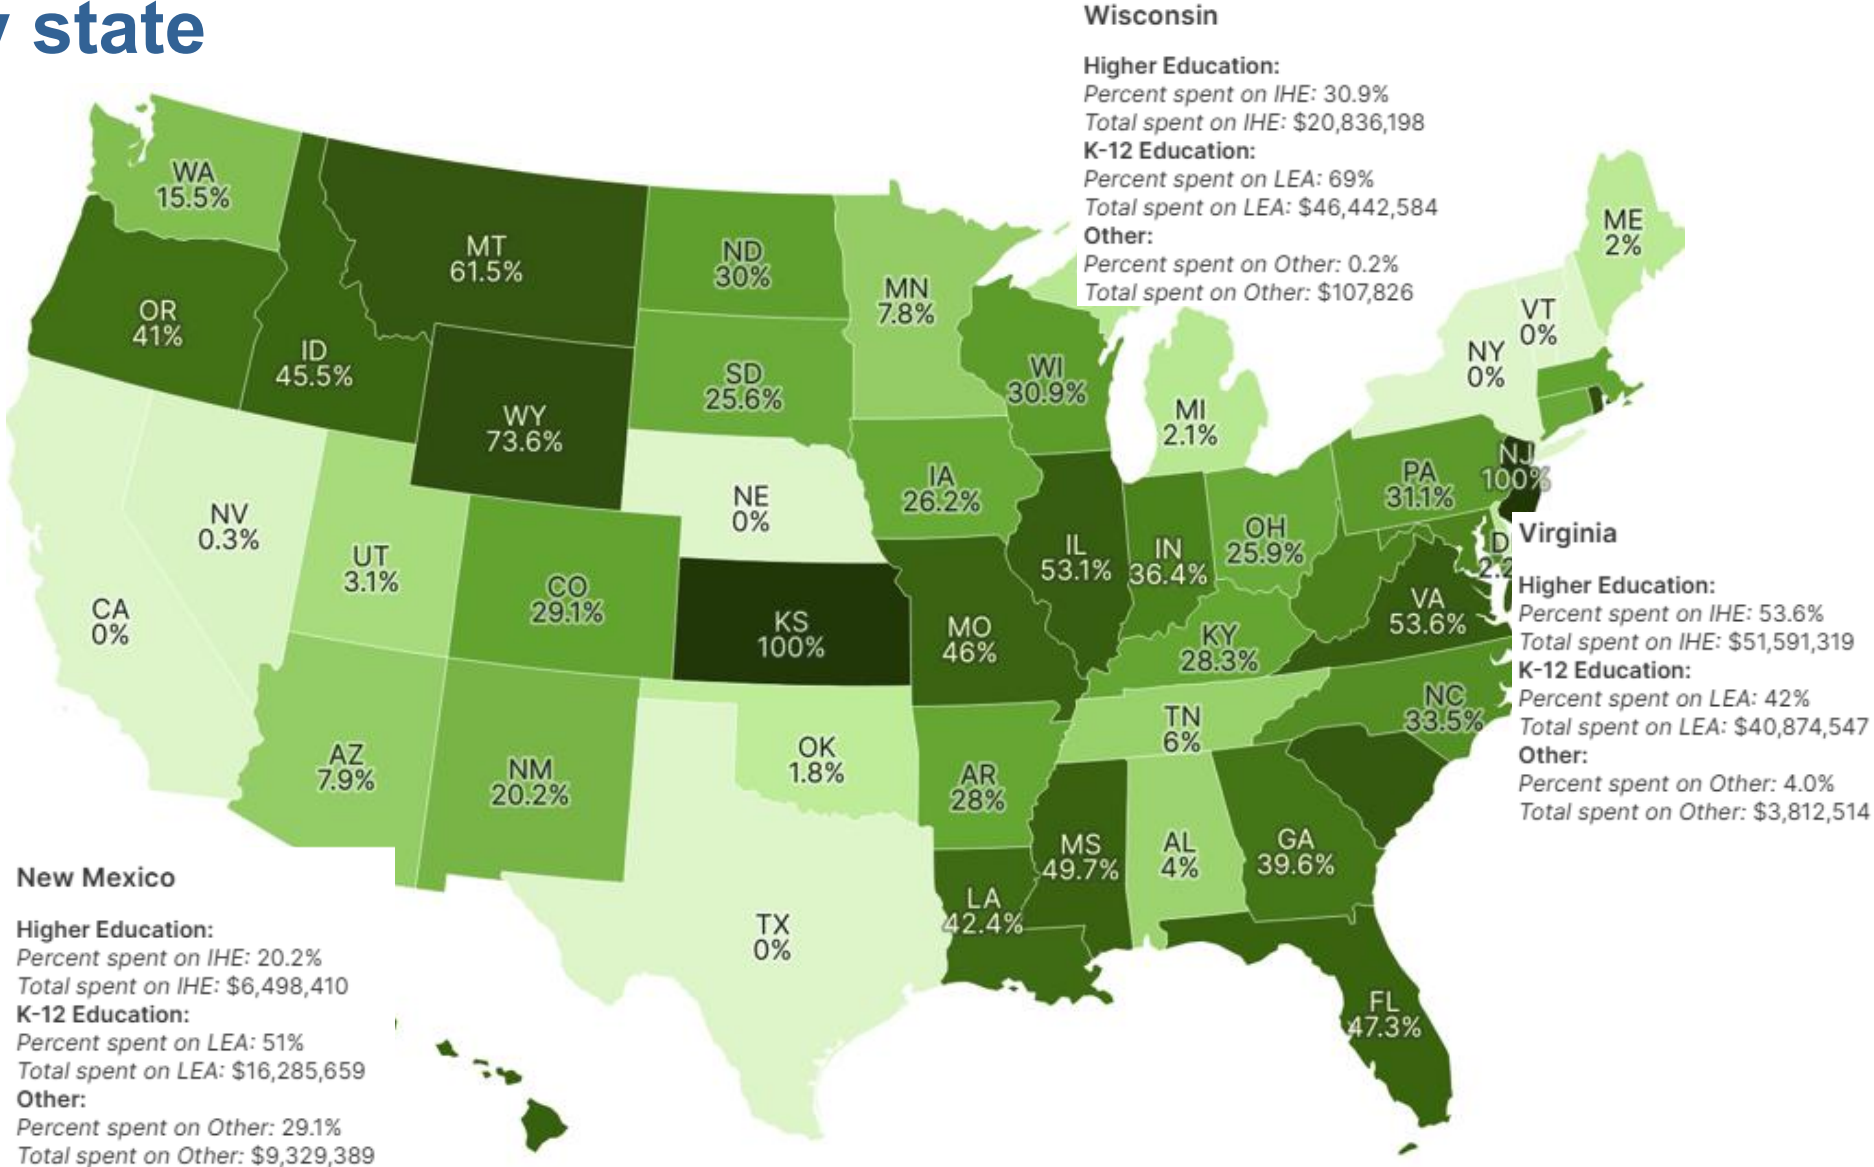 state
Wisconsin
Higher Education:
Percent spent on IHE: 30.9%
Total spent on IHE: $20,836,198
K-12 Education:
Percent spent on LEA: 69%
Total spent on LEA: $46,442,584
Other:
Percent spent on Other: 0.2%
Total spent on Other: $107,826
WA
15.5%
MT
61.5%
ND
30%
MN
7.8%
ME
2%
OR
41%
ID
45.5%
VT
0%
NY
0%
SD
25.6%
WI
30.9%
WY
73.6%
MI
2.1%
NE
0%
IA
26.2%
PA
31.1%
NJ
100%
NV
0.3%
UT
3.1%
CO
29.1%
IL
53.1%
IN
36.4%
OH
25.9%
CA
0%
KS
100%
MO
46%
KY
28.3%
VA
53.6%
Virginia
Higher Education:
Percent spent on IHE: 53.6%
Total spent on IHE: $51,591,319
K-12 Education:
Percent spent on LEA: 42%
Total spent on LEA: $40,874,547
Other:
Percent spent on Other: 4.0%
Total spent on Other: $3,812,514
AZ
7.9%
NM
20.2%
OK
1.8%
AR
28%
TN
6%
NC
33.5%
MS
49.7%
AL
4%
GA
39.6%
LA
42.4%
TX
0%
FL
47.3%
New Mexico
Higher Education:
Percent spent on IHE: 20.2%
Total spent on IHE: $6,498,410
K-12 Education:
Percent spent on LEA: 51%
Total spent on LEA: $16,285,659
Other:
Percent spent on Other: 29.1%
Total spent on Other: $9,329,389